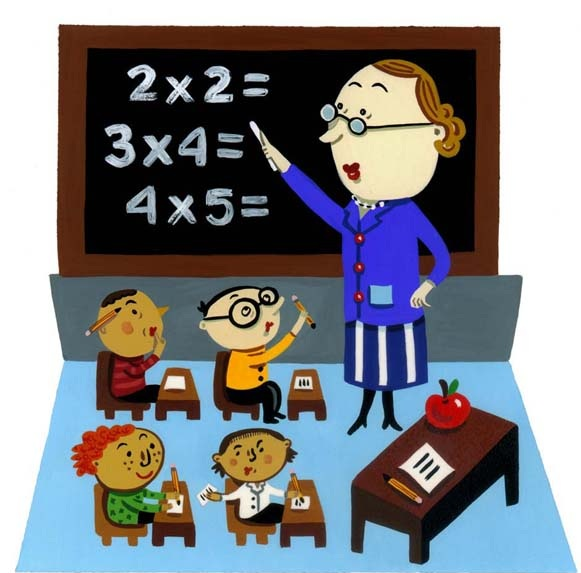 2x2=
3x4=
4x5=